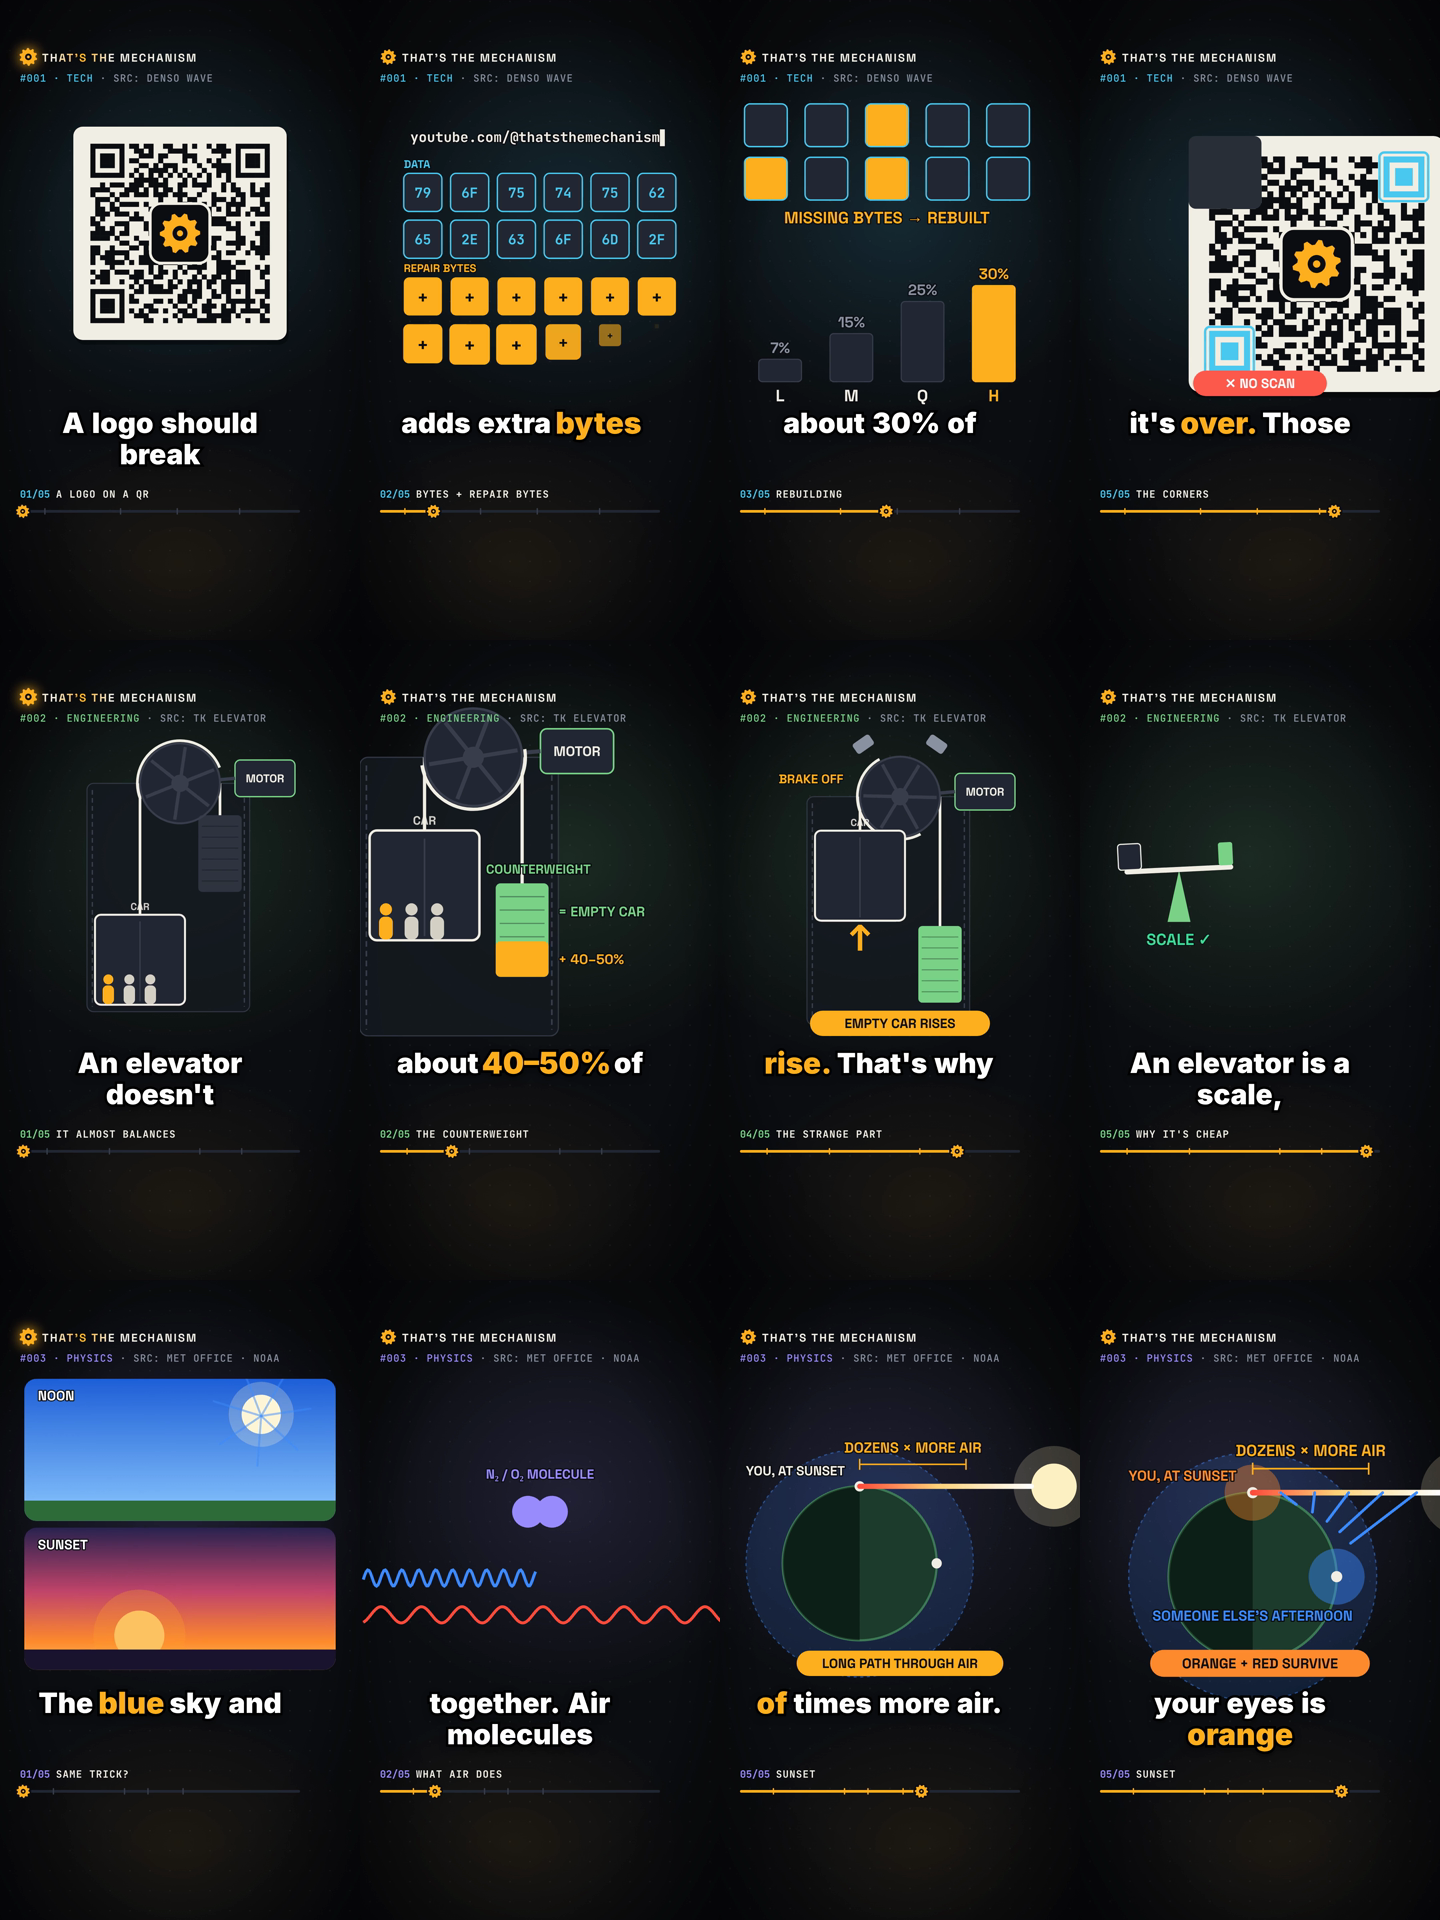 THAT'S THE MECHANISM
#001 · TECH · SRC: DENSO WAVE
A logo should
break
01/05 A LOGO ON A QR
THAT'S THE MECHANISM
#001 · TECH · SRC: DENSO WAVE
youtube.com/@thatsthemechanism
DATA
79 6F 75 74 75 62
65 2E 63 6F 6D 2F
REPAIR BYTES
+ + + + + +
+ + + + +
adds extra bytes
02/05 BYTES + REPAIR BYTES
THAT'S THE MECHANISM
#001 · TECH · SRC: DENSO WAVE
MISSING BYTES → REBUILT
7% 15% 25% 30%
L M Q H
about 30% of
03/05 REBUILDING
THAT'S THE MECHANISM
#001 · TECH · SRC: DENSO WAVE
✕ NO SCAN
it's over. Those
05/05 THE CORNERS
THAT'S THE MECHANISM
#002 · ENGINEERING · SRC: TK ELEVATOR
MOTOR
CAR
An elevator
doesn't
01/05 IT ALMOST BALANCES
THAT'S THE MECHANISM
#002 · ENGINEERING · SRC: TK ELEVATOR
MOTOR
CAR
COUNTERWEIGHT
= EMPTY CAR
+ 40–50%
about 40–50% of
02/05 THE COUNTERWEIGHT
THAT'S THE MECHANISM
#002 · ENGINEERING · SRC: TK ELEVATOR
BRAKE OFF
MOTOR
CAR
↑
EMPTY CAR RISES
rise. That's why
04/05 THE STRANGE PART
THAT'S THE MECHANISM
#002 · ENGINEERING · SRC: TK ELEVATOR
SCALE ✓
An elevator is a
scale,
05/05 WHY IT'S CHEAP
THAT'S THE MECHANISM
#003 · PHYSICS · SRC: MET OFFICE · NOAA
NOON
SUNSET
The blue sky and
01/05 SAME TRICK?
THAT'S THE MECHANISM
#003 · PHYSICS · SRC: MET OFFICE · NOAA
N₂ / O₂ MOLECULE
together. Air
molecules
02/05 WHAT AIR DOES
THAT'S THE MECHANISM
#003 · PHYSICS · SRC: MET OFFICE · NOAA
DOZENS × MORE AIR
YOU, AT SUNSET
LONG PATH THROUGH AIR
of times more air.
05/05 SUNSET
THAT'S THE MECHANISM
#003 · PHYSICS · SRC: MET OFFICE · NOAA
DOZENS × MORE AIR
YOU, AT SUNSET
SOMEONE ELSE'S AFTERNOON
ORANGE + RED SURVIVE
your eyes is
orange
05/05 SUNSET